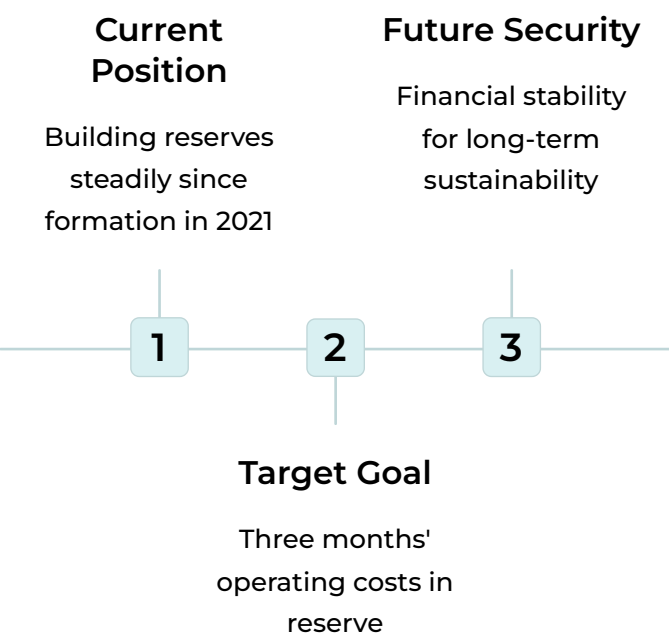 Current
Position
Building reserves
steadily since
formation in 2021
Future Security
Financial stability
for long-term
sustainability
1
2
3
Target Goal
Three months'
operating costs in
reserve